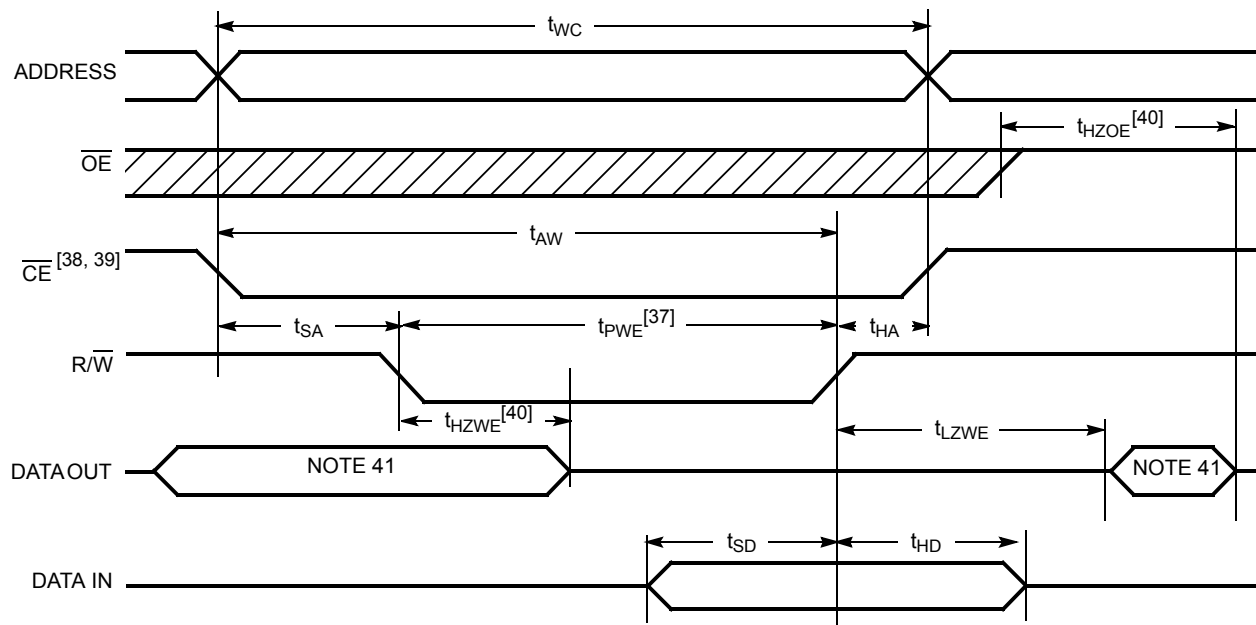 tWC
ADDRESS
tHZOE[40]
OE
tAW
CE [38, 39]
tSA
tPWE[37]
tHA
R/W
tHZWE[40]
tLZWE
DATA OUT
NOTE 41
NOTE 41
tSD
tHD
DATA IN